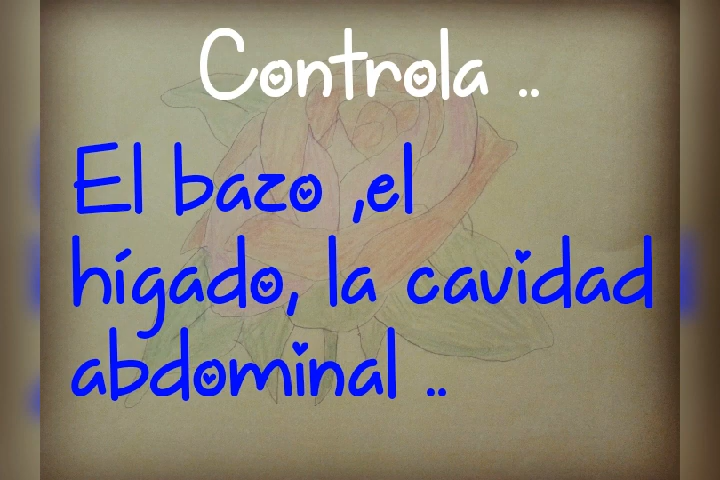 Controla ..
El bazo ,el
hígado, la cavidad
abdominal ..